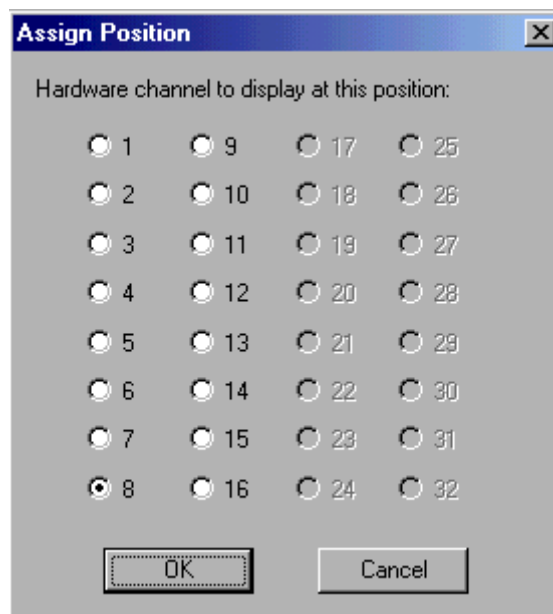 Assign Position
Hardware channel to display at this position:
1 9 17 25
2 10 18 26
3 11 19 27
4 12 20 28
5 13 21 29
6 14 22 30
7 15 23 31
8 16 24 32
OK Cancel